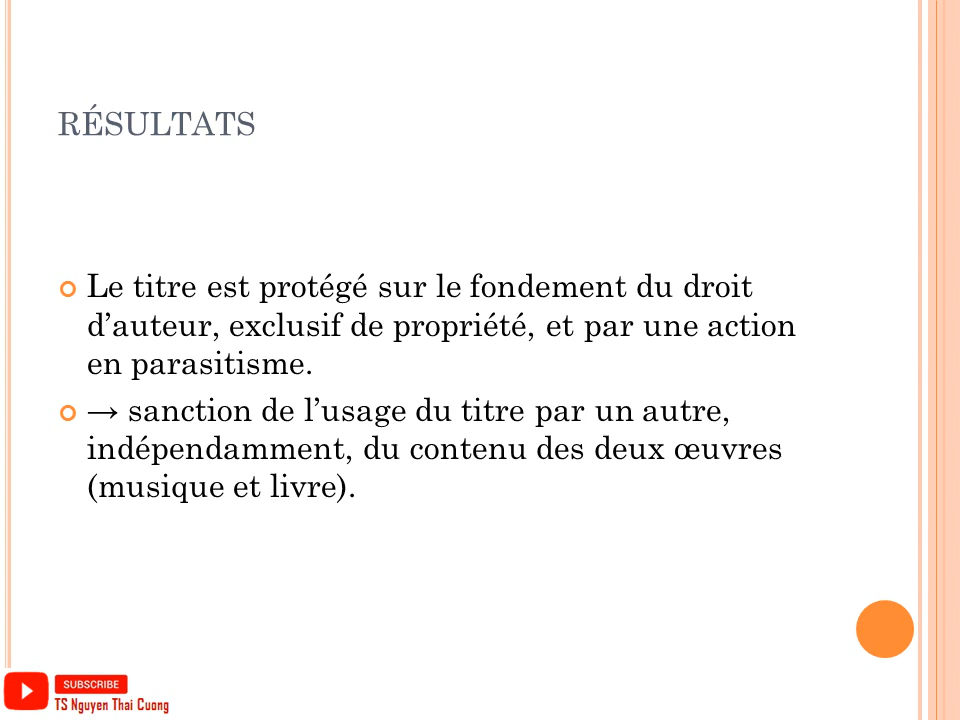 RÉSULTATS
Le titre est protégé sur le fondement du droit
d’auteur, exclusif de propriété, et par une action
en parasitisme.
→ sanction de l’usage du titre par un autre,
indépendamment, du contenu des deux œuvres
(musique et livre).
SUBSCRIBE
TS Nguyen Thai Cuong